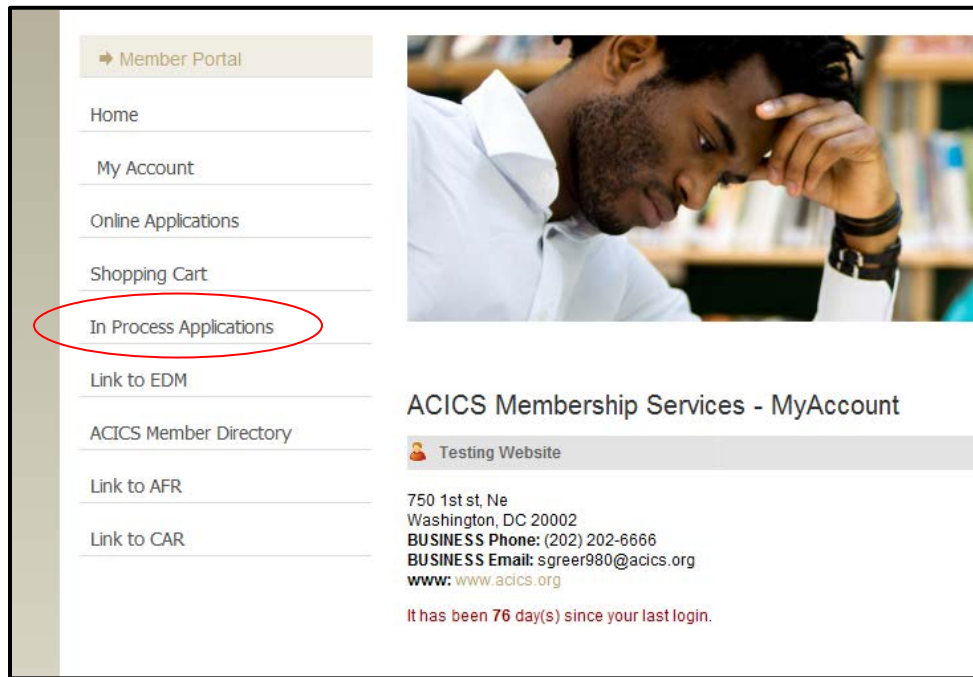 Member Portal
Home
My Account
Online Applications
Shopping Cart
In Process Applications
Link to EDM
ACICS Member Directory
Link to AFR
Link to CAR
ACICS Membership Services - MyAccount
Testing Website
750 1st st, Ne
Washington, DC 20002
BUSINESS Phone: (202) 202-6666
BUSINESS Email: sgreer980@acics.org
www: www.acics.org
It has been 76 day(s) since your last login.